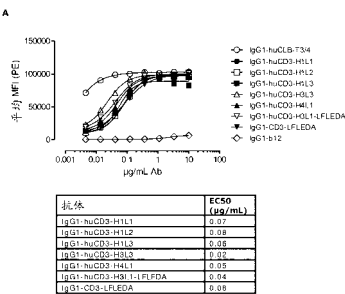 A
150000
100000
50000
0
平均 MFI (PE)
0.001 0.01 0.1 1 10 100
µg/mL Ab
IgG1-huCLB-T3/4
IgG1-huCD3-H1L1
IgG1-huCD3-H1L2
IgG1-huCD3-H1L3
IgG1-huCD3-H3L3
IgG1-huCD3-H4L1
IgG1-huCD3-H3L1-LFLEDA
IgG1-CD3-LFLEDA
IgG1-b12
抗体 EC50 (µg/mL)
IgG1-huCD3-H1L1 0.07
IgG1-huCD3-H1L2 0.08
IgG1-huCD3-H1L3 0.06
IgG1-huCD3-H3L3 0.02
IgG1-huCD3-H4L1 0.05
IgG1-huCD3-H3L1-LFLEDA 0.04
IgG1-CD3-LFLEDA 0.08